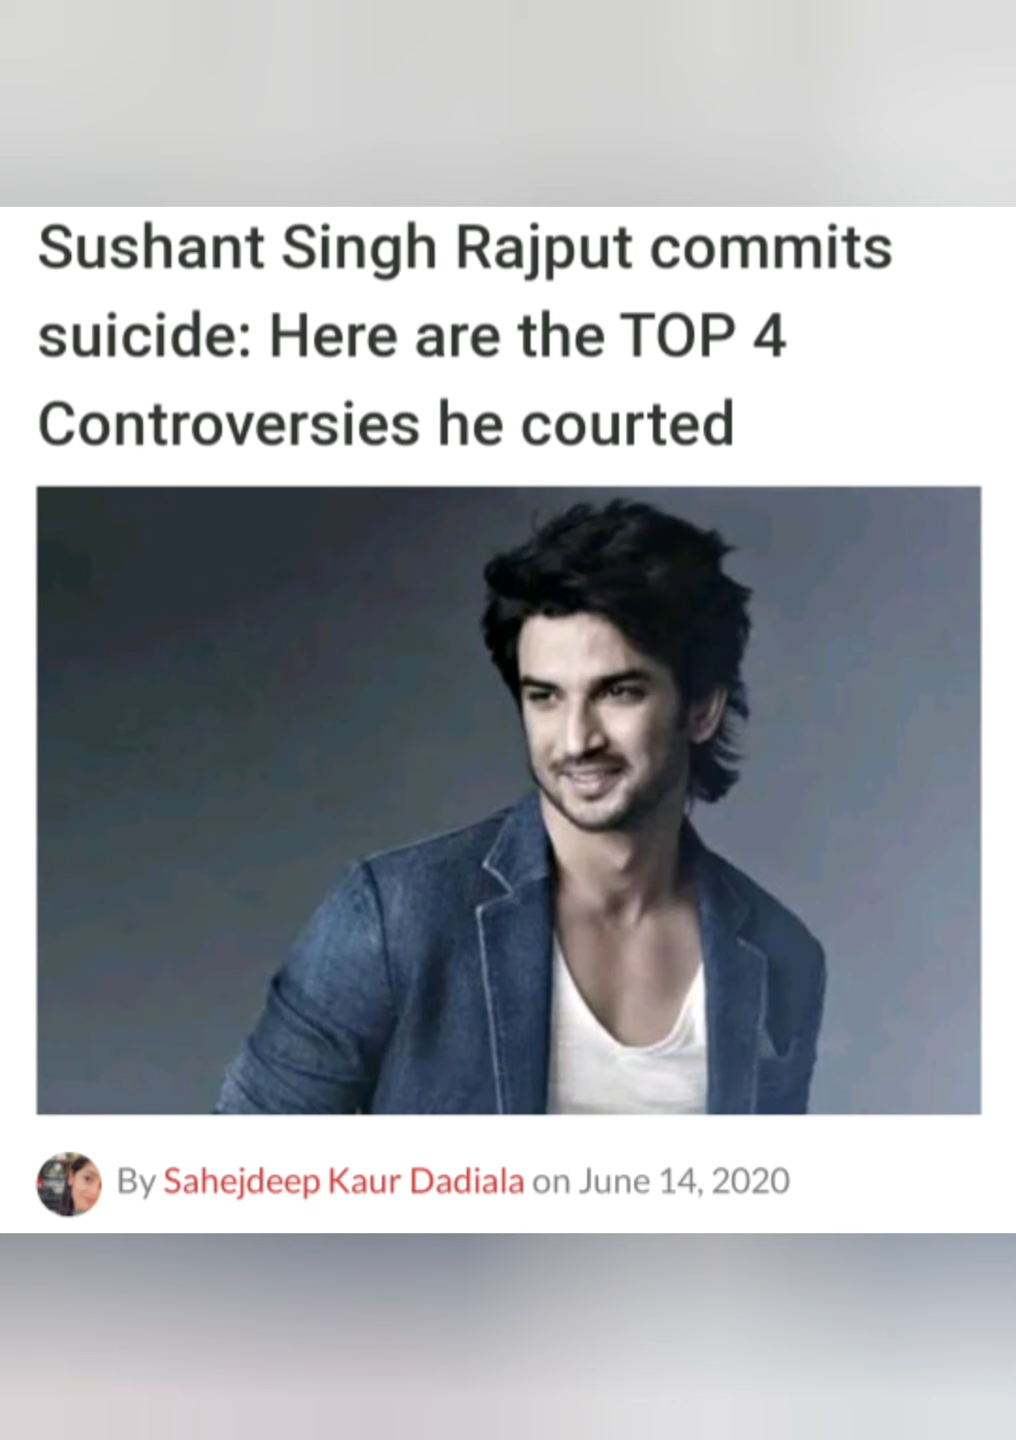 Sushant Singh Rajput commits
suicide: Here are the TOP 4
Controversies he courted
By Sahejdeep Kaur Dadiala on June 14, 2020